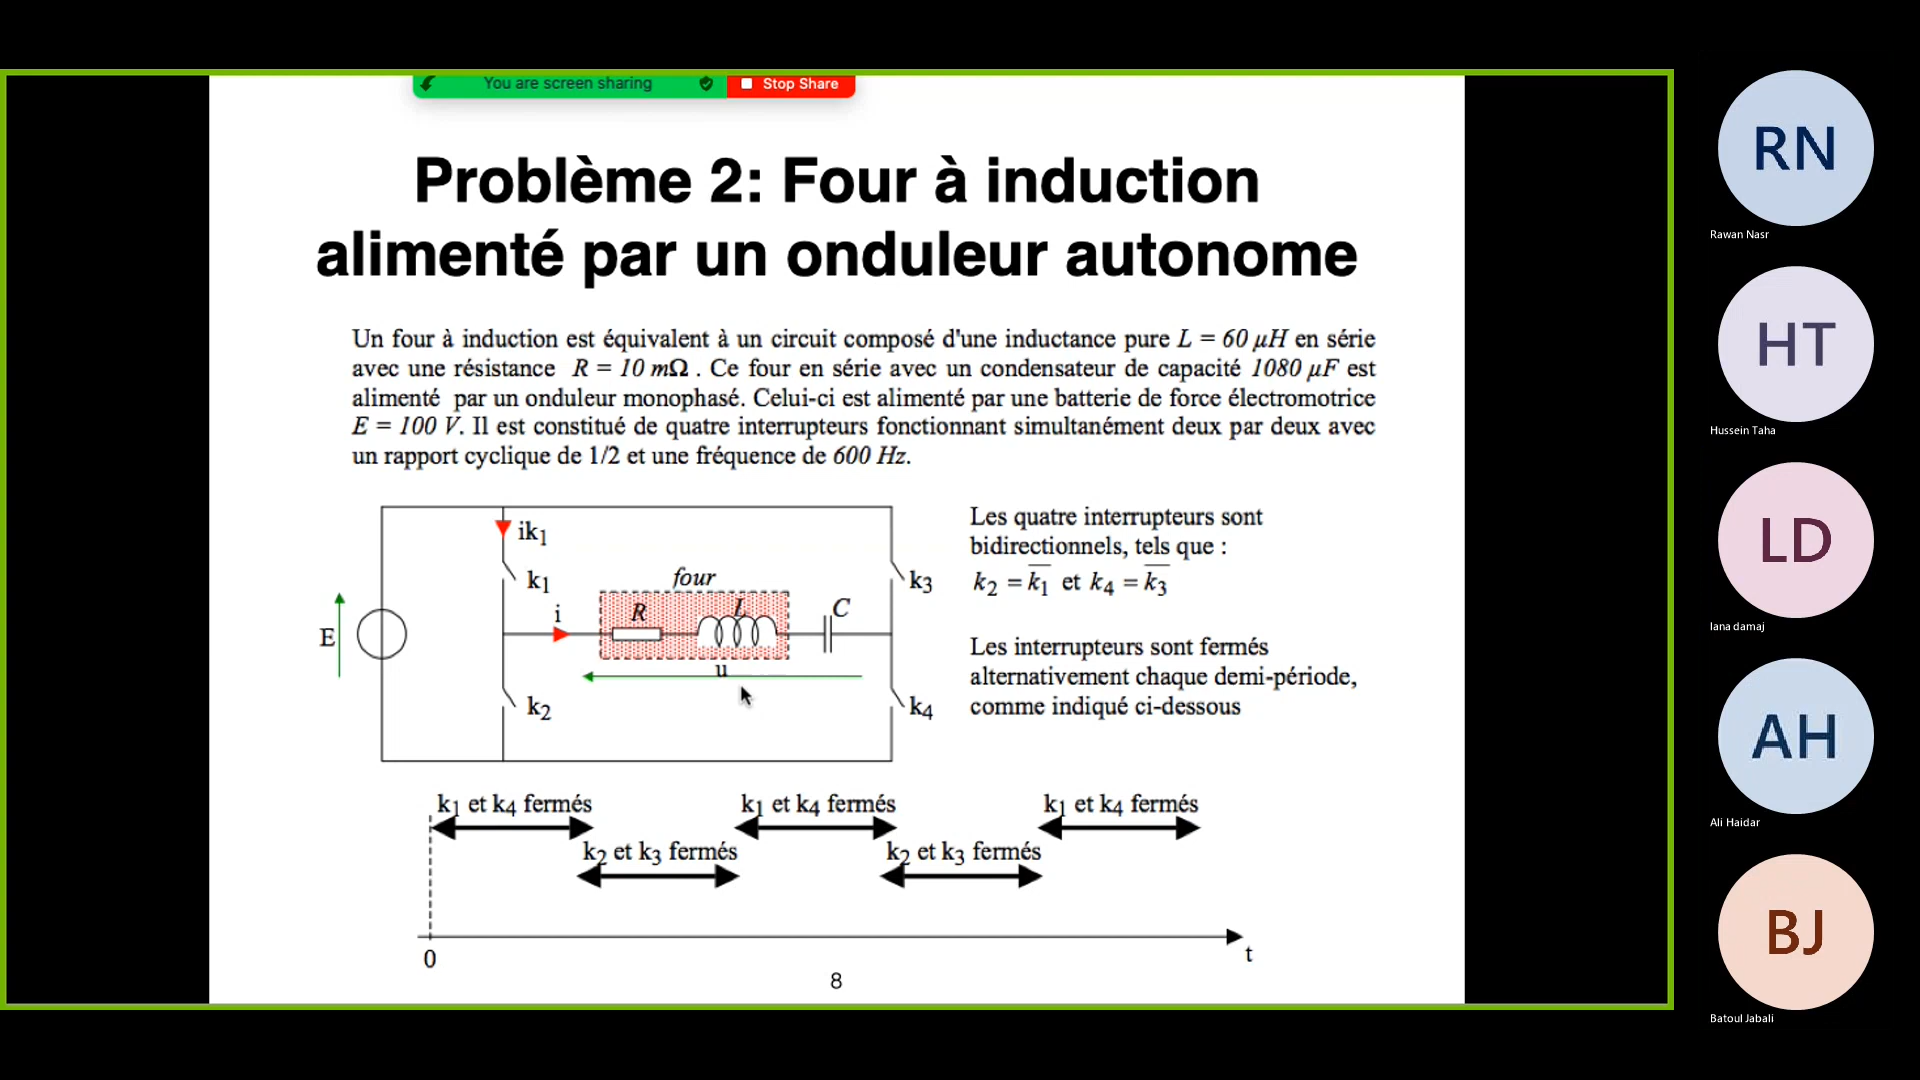 You are screen sharing
Stop Share
Problème 2: Four à induction
alimenté par un onduleur autonome
Un four à induction est équivalent à un circuit composé d'une inductance pure L = 60 µH en série
avec une résistance R = 10 mΩ . Ce four en série avec un condensateur de capacité 1080 µF est
alimenté par un onduleur monophasé. Celui-ci est alimenté par une batterie de force électromotrice
E = 100 V. Il est constitué de quatre interrupteurs fonctionnant simultanément deux par deux avec
un rapport cyclique de 1/2 et une fréquence de 600 Hz.
ik1
k1
four
k3
i
R
L
C
E
u
k2
k4
Les quatre interrupteurs sont
bidirectionnels, tels que :
k2 = k̅1 et k4 = k̅3
Les interrupteurs sont fermés
alternativement chaque demi-période,
comme indiqué ci-dessous
k1 et k4 fermés
k1 et k4 fermés
k1 et k4 fermés
k2 et k3 fermés
k2 et k3 fermés
0
t
8
RN
Rawan Nasr
HT
Hussein Taha
LD
lana damaj
AH
Ali Haidar
BJ
Batoul Jabali